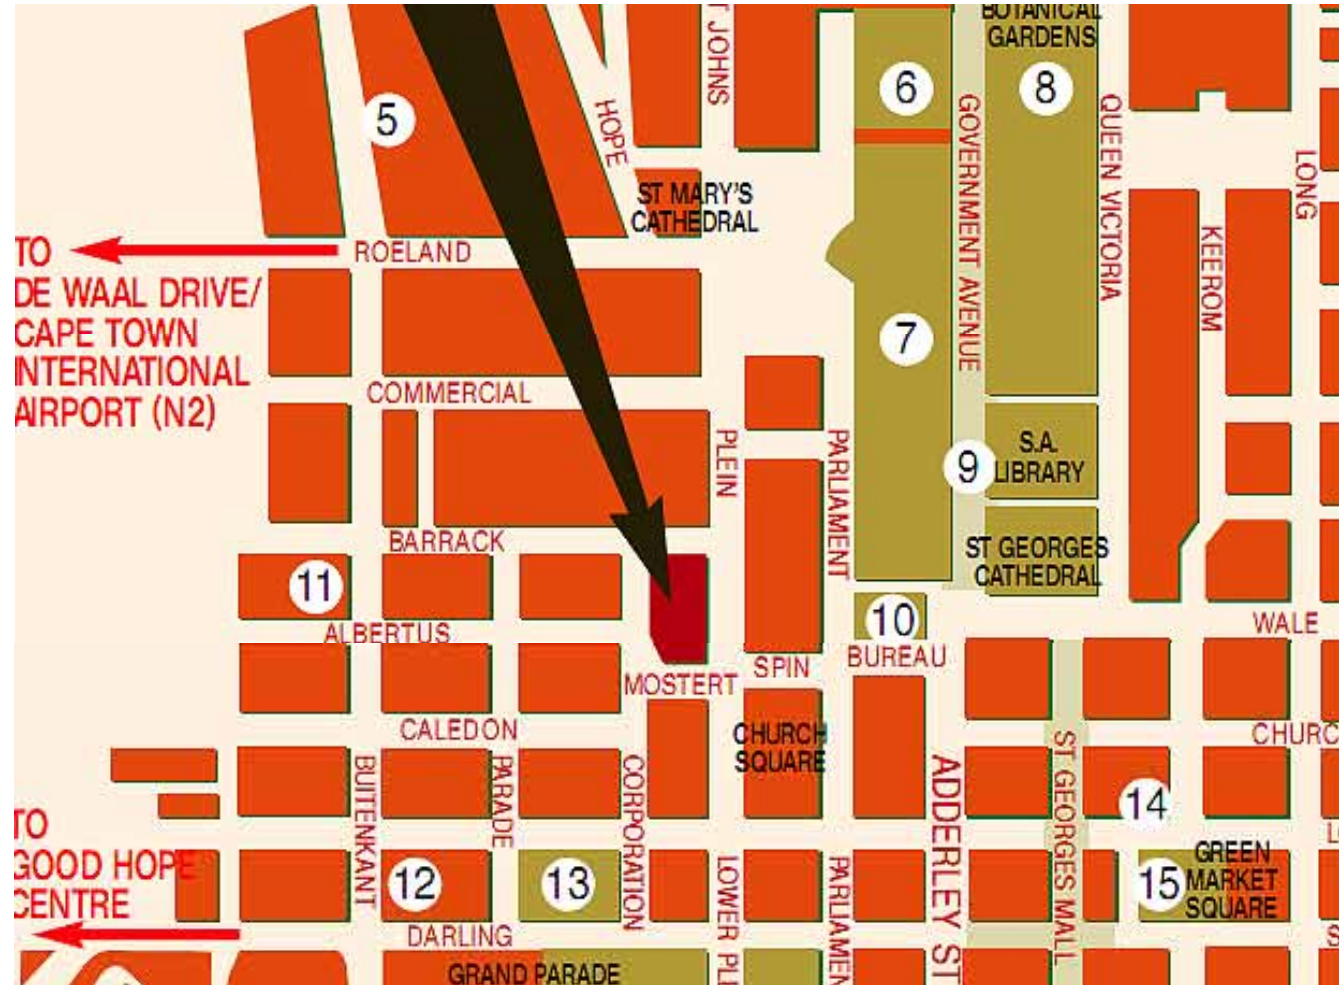 BOTANICAL
GARDENS
T JOHNS
6
8
5
HOPE
GOVERNMENT AVENUE
QUEEN VICTORIA
LONG
ST MARY'S
CATHEDRAL
KEEROM
TO
DE WAAL DRIVE/
CAPE TOWN
INTERNATIONAL
AIRPORT (N2)
ROELAND
7
COMMERCIAL
PLEIN
PARLIAMENT
9
S.A.
LIBRARY
BARRACK
ST GEORGES
CATHEDRAL
11
10
ALBERTUS
WALE
BUREAU
SPIN
MOSTERT
CALEDON
CHURCH
SQUARE
CHURC
BUITENKANT
PARADE
CORPORATION
ADDERLEY ST
ST GEORGES MALL
14
TO
GOOD HOPE
CENTRE
L
12
13
LOWER PLE
PARLIAMEN
15
GREEN
MARKET
SQUARE
DARLING
S
GRAND PARADE